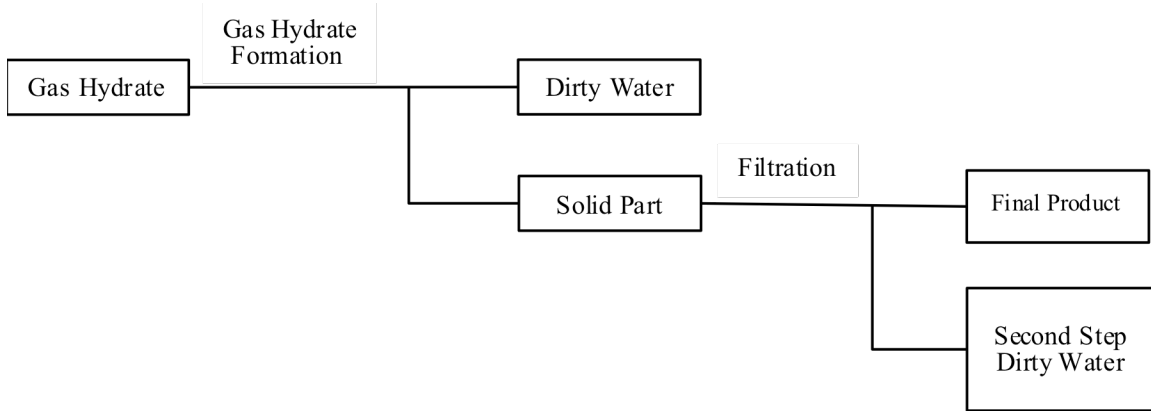 Gas Hydrate
Formation
Gas Hydrate
Dirty Water
Filtration
Solid Part
Final Product
Second Step
Dirty Water